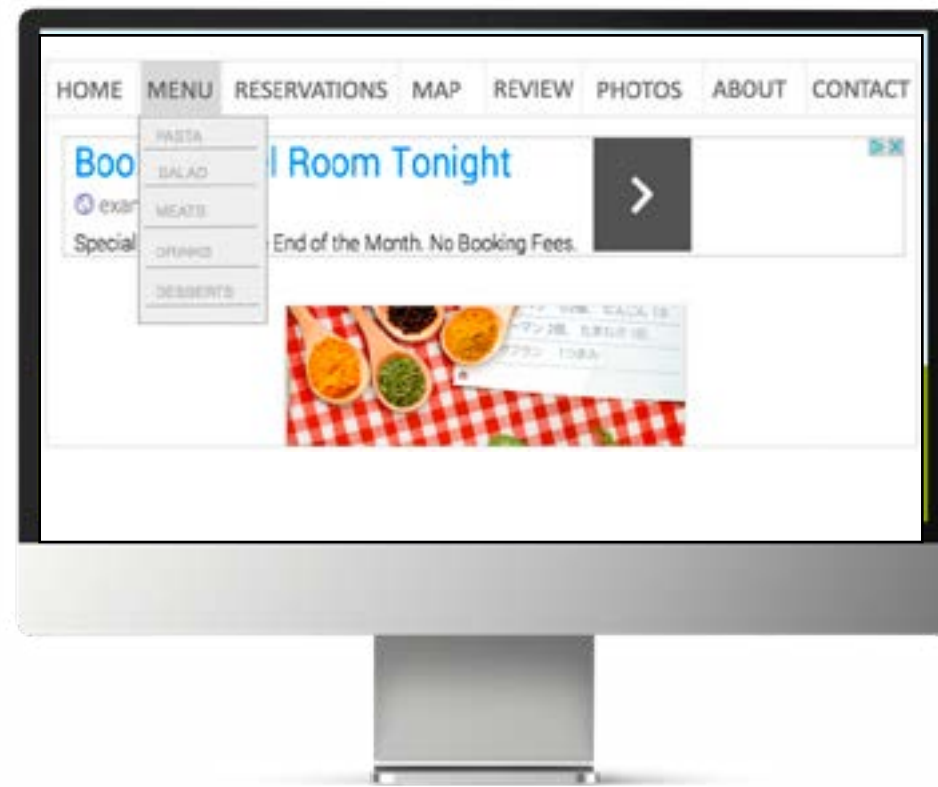 HOME MENU RESERVATIONS MAP REVIEW PHOTOS ABOUT CONTACT
PASTA
SALAD
MEATS
DRINKS
DESSERTS
Room Tonight
Special
End of the Month. No Booking Fees.